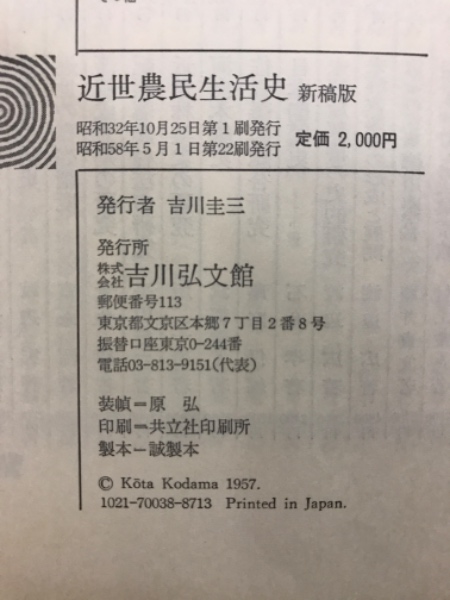 近世農民生活史 新稿版
昭和32年10月25日第1刷発行
昭和58年5月1日第22刷発行
定価 2,000円
発行者 吉川圭三
発行所
株式会社吉川弘文館
郵便番号113
東京都文京区本郷7丁目2番8号
振替口座東京0-244番
電話03-813-9151(代表)
装幀=原 弘
印刷=共立社印刷所
製本=誠製本
© Kōta Kodama 1957.
1021-70038-8713 Printed in Japan.